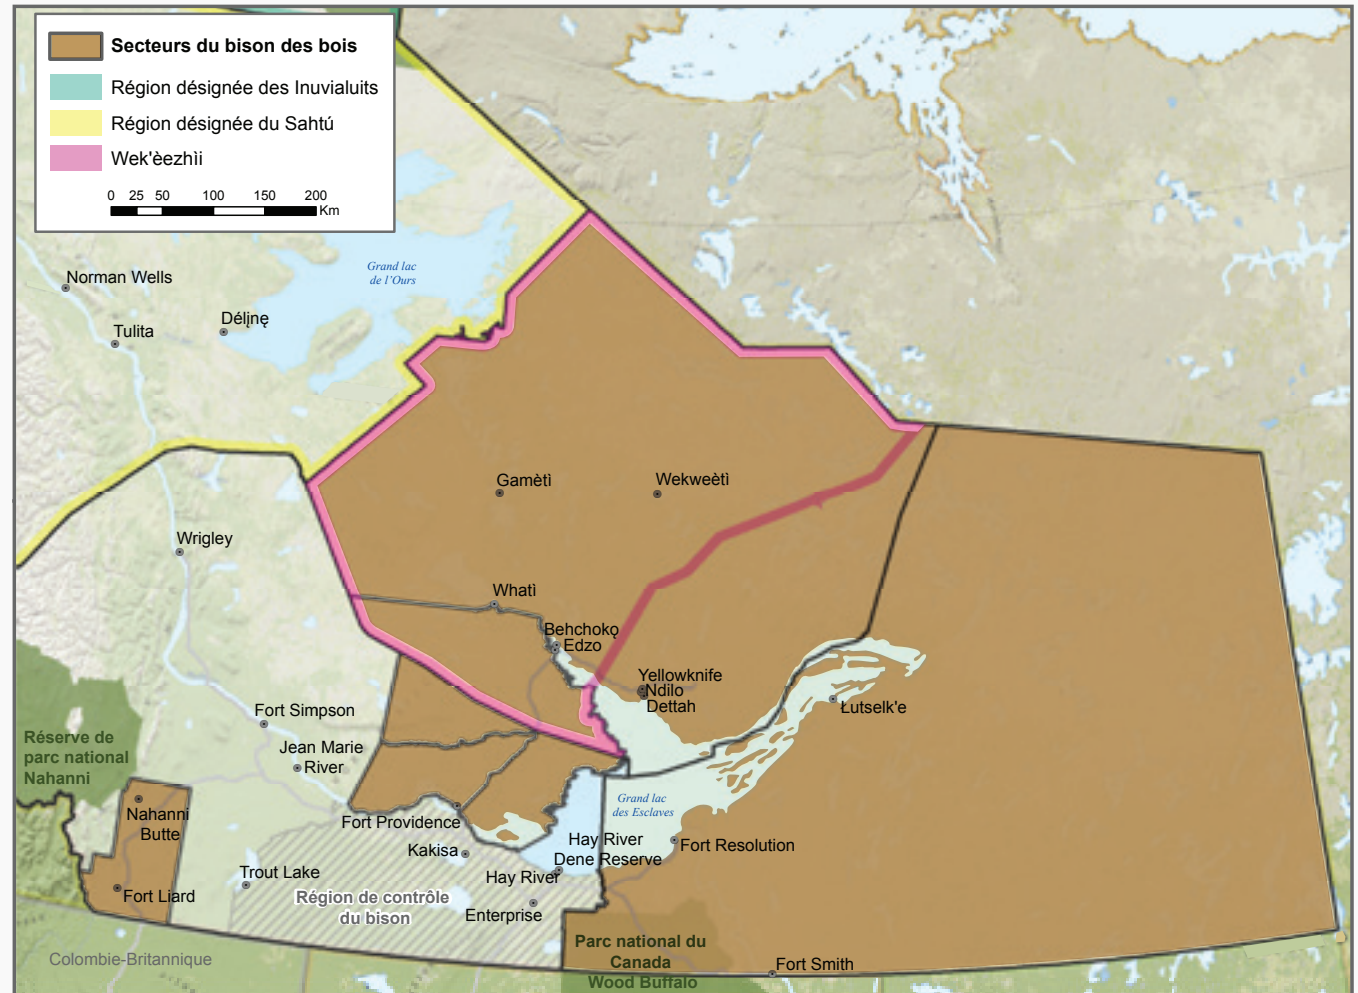 Secteurs du bison des bois
Région désignée des Inuvialuits
Région désignée du Sahtú
Wek'èezhìi
0 25 50 100 150 200
Km
Grand lac
de l'Ours
Norman Wells
Tulita
Délı̨nę
Gamètì
Wekweètì
Wrigley
Whatì
Behchokǫ
Edzo
Yellowknife
Ndilo
Dettah
Łutselk'e
Fort Simpson
Jean Marie
River
Réserve de
parc national
Nahanni
Nahanni
Butte
Fort Liard
Trout Lake
Fort Providence
Kakisa
Grand lac
des Esclaves
Hay River
Dene Reserve
Hay River
Fort Resolution
Enterprise
Région de contrôle
du bison
Parc national du
Canada
Wood Buffalo
Fort Smith
Colombie-Britannique